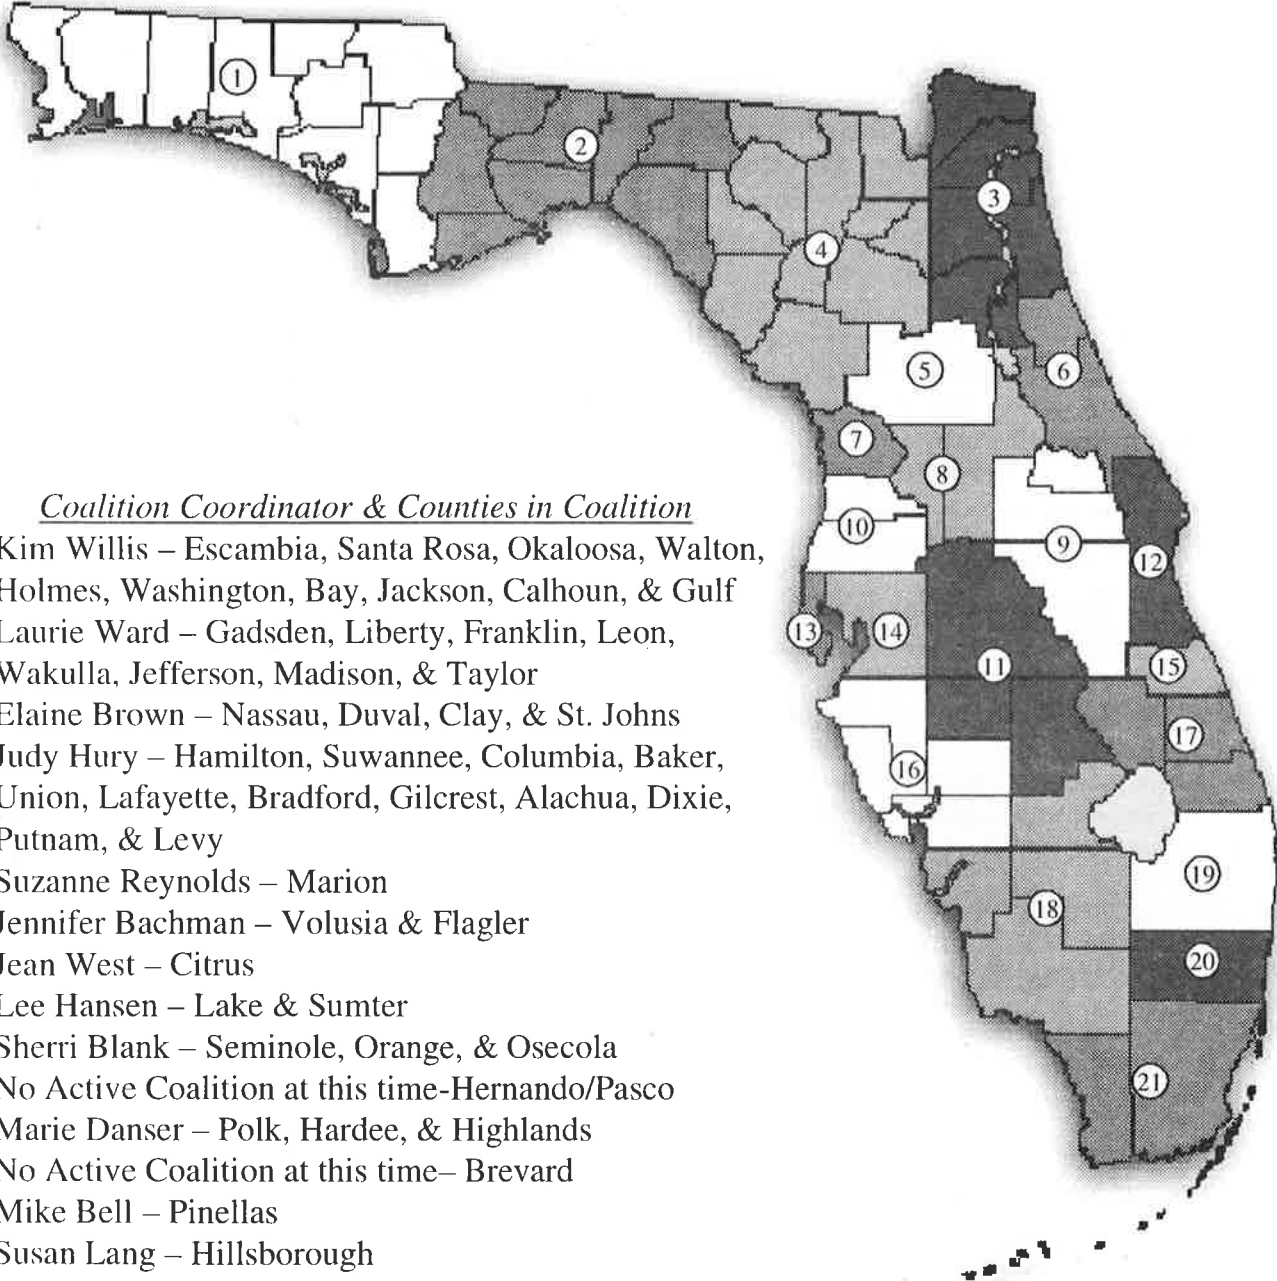 1
2
3
4
5
6
7
8
9
10
11
12
13
14
15
16
17
18
19
20
21
Coalition Coordinator & Counties in Coalition
Kim Willis – Escambia, Santa Rosa, Okaloosa, Walton,
Holmes, Washington, Bay, Jackson, Calhoun, & Gulf
Laurie Ward – Gadsden, Liberty, Franklin, Leon,
Wakulla, Jefferson, Madison, & Taylor
Elaine Brown – Nassau, Duval, Clay, & St. Johns
Judy Hury – Hamilton, Suwannee, Columbia, Baker,
Union, Lafayette, Bradford, Gilcrest, Alachua, Dixie,
Putnam, & Levy
Suzanne Reynolds – Marion
Jennifer Bachman – Volusia & Flagler
Jean West – Citrus
Lee Hansen – Lake & Sumter
Sherri Blank – Seminole, Orange, & Osecola
No Active Coalition at this time-Hernando/Pasco
Marie Danser – Polk, Hardee, & Highlands
No Active Coalition at this time– Brevard
Mike Bell – Pinellas
Susan Lang – Hillsborough